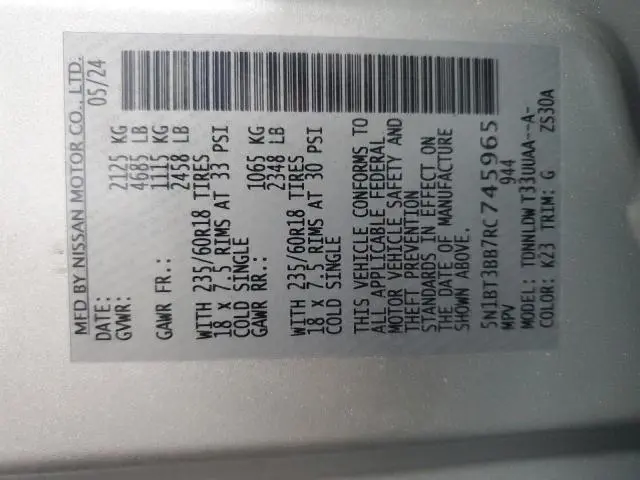 MFD BY NISSAN MOTOR CO., LTD.
DATE: 05/24
GVWR: 2125 KG
4685 LB
GAWR FR.: 1115 KG
2458 LB
WITH 235/60R18 TIRES
18 X 7.5 RIMS AT 33 PSI
COLD SINGLE
GAWR RR.: 1065 KG
2348 LB
WITH 235/60R18 TIRES
18 X 7.5 RIMS AT 30 PSI
COLD SINGLE
THIS VEHICLE CONFORMS TO
ALL APPLICABLE FEDERAL
MOTOR VEHICLE SAFETY AND
THEFT PREVENTION
STANDARDS IN EFFECT ON
THE DATE OF MANUFACTURE
SHOWN ABOVE.
5N1BT3BB7RC745965
MPV 944
MODEL: TDNNLDWT33UUAA--A-
COLOR: K23 TRIM: G ZS30A